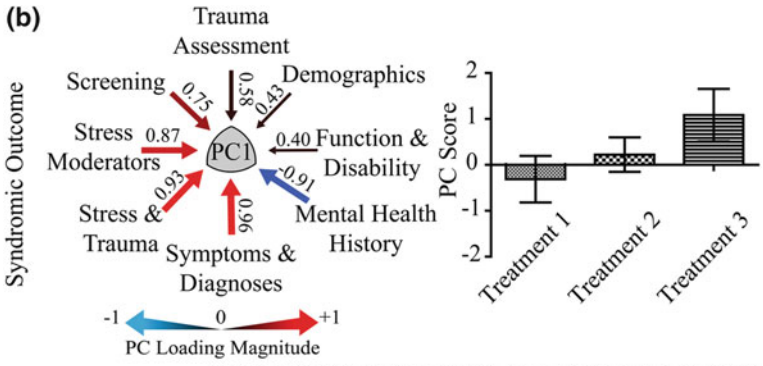 (b)
Syndromic Outcome
Trauma
Assessment
Screening
0.75
0.58
0.43
Demographics
Stress
Moderators
0.87
PC1
0.40
Function &
Disability
0.93
Stress &
Trauma
0.96
Symptoms &
Diagnoses
-0.91
Mental Health
History
-1
0
+1
PC Loading Magnitude
PC Score
2
1
0
-1
-2
Treatment 1
Treatment 2
Treatment 3